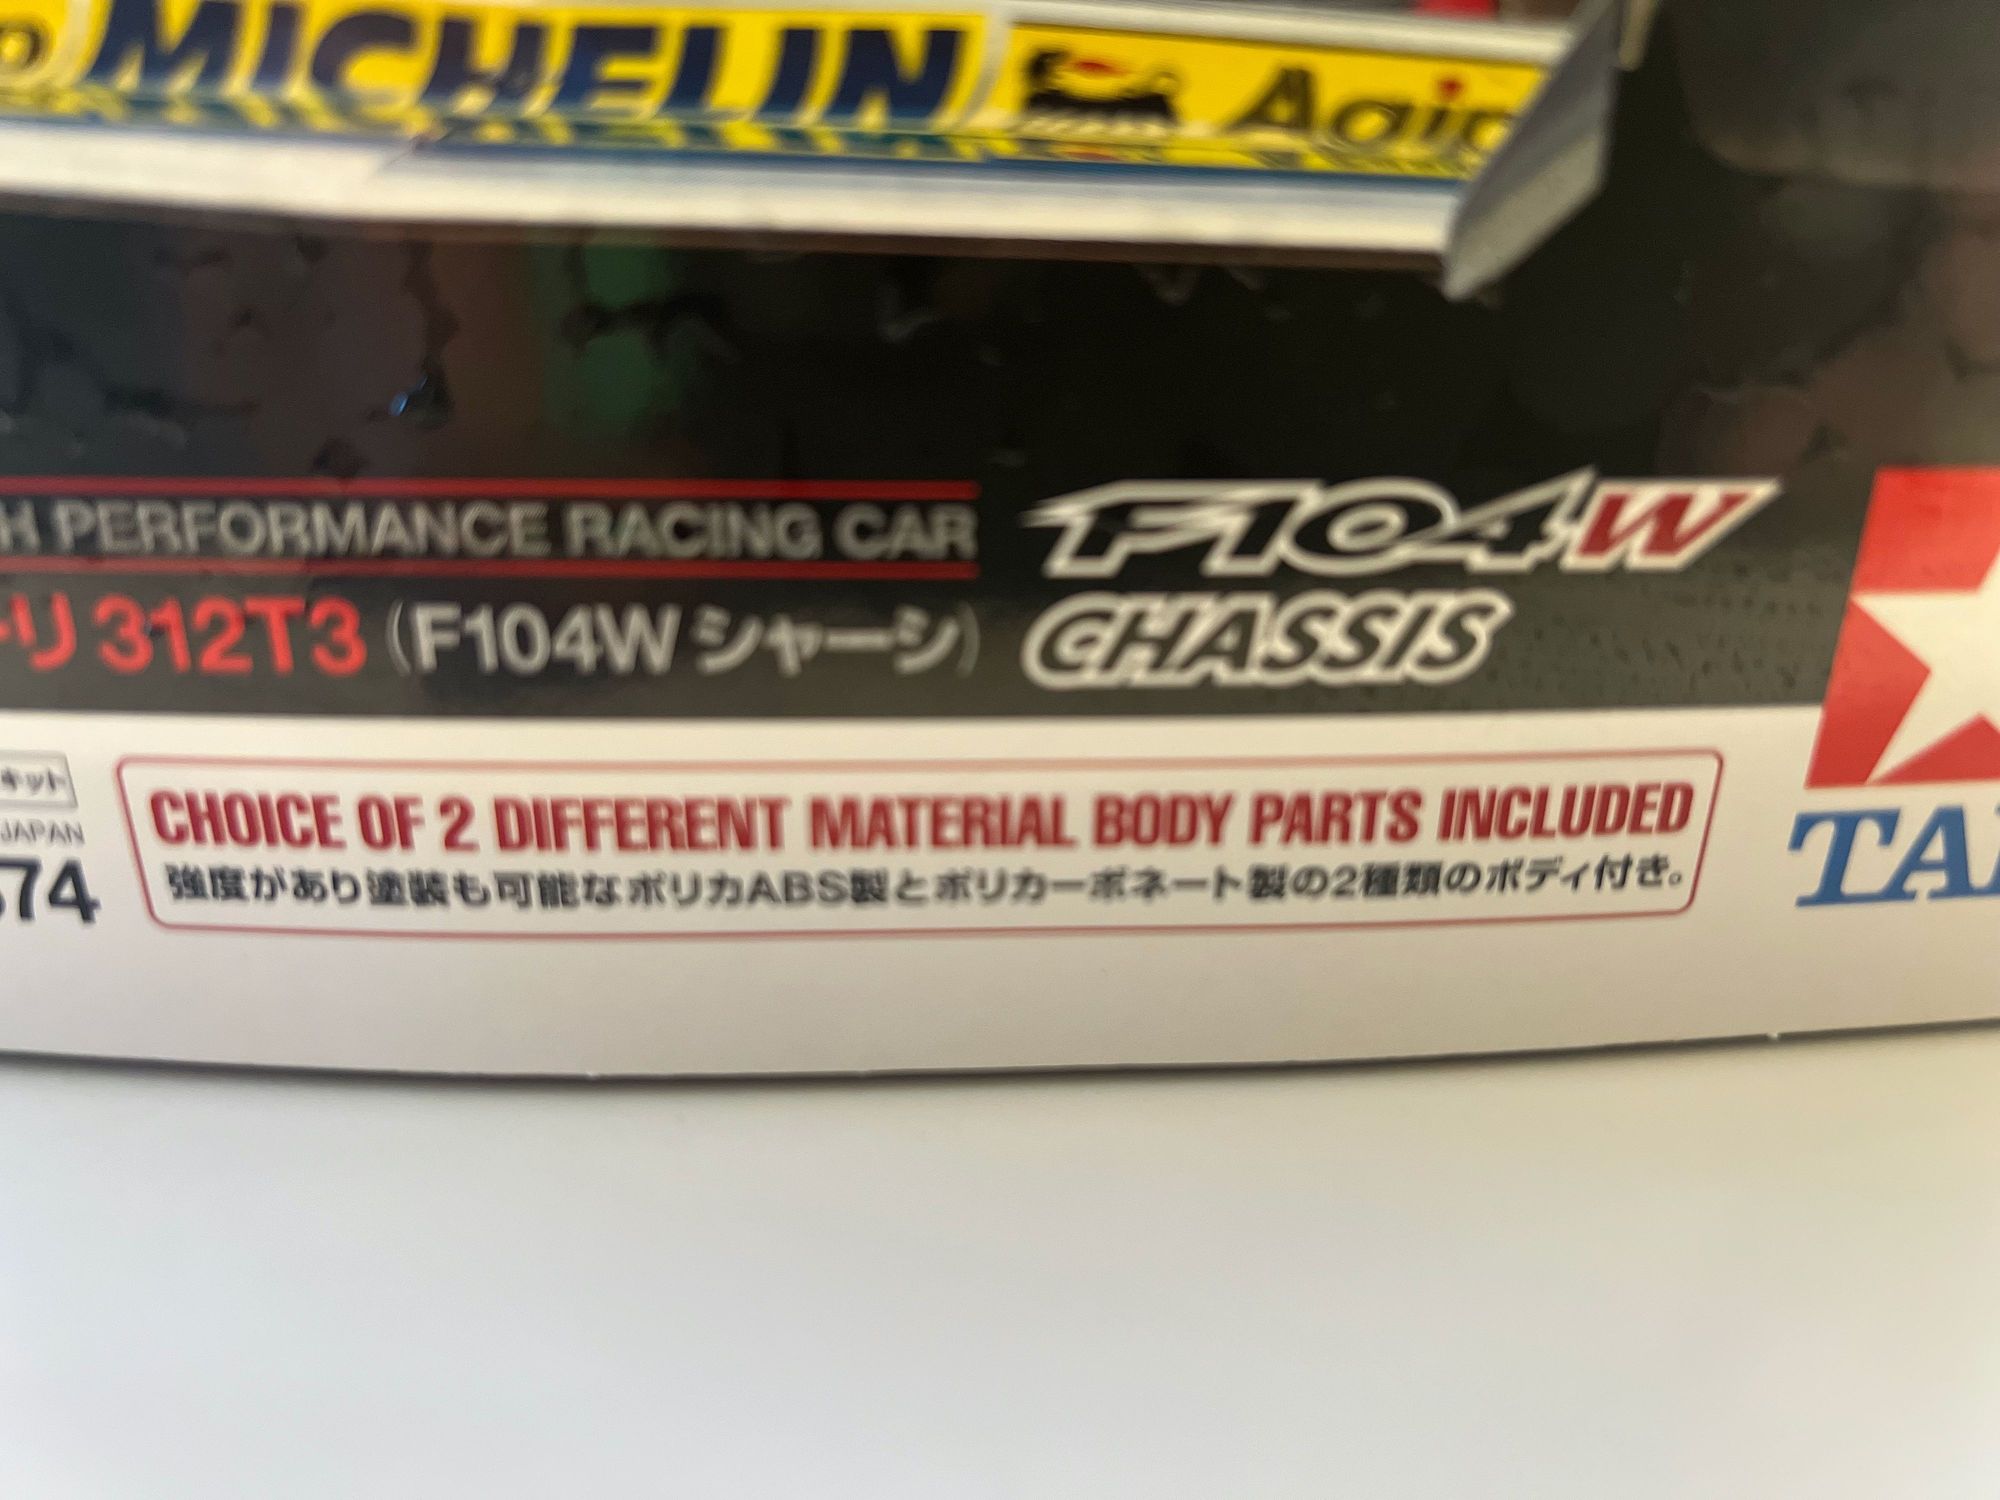 MICHELIN Agip
H PERFORMANCE RACING CAR
F104W
リ 312T3 (F104W シャーシ)
CHASSIS
キット
JAPAN
CHOICE OF 2 DIFFERENT MATERIAL BODY PARTS INCLUDED
574
強度があり塗装も可能なポリカABS製とポリカーボネート製の2種類のボディ付き。
TA